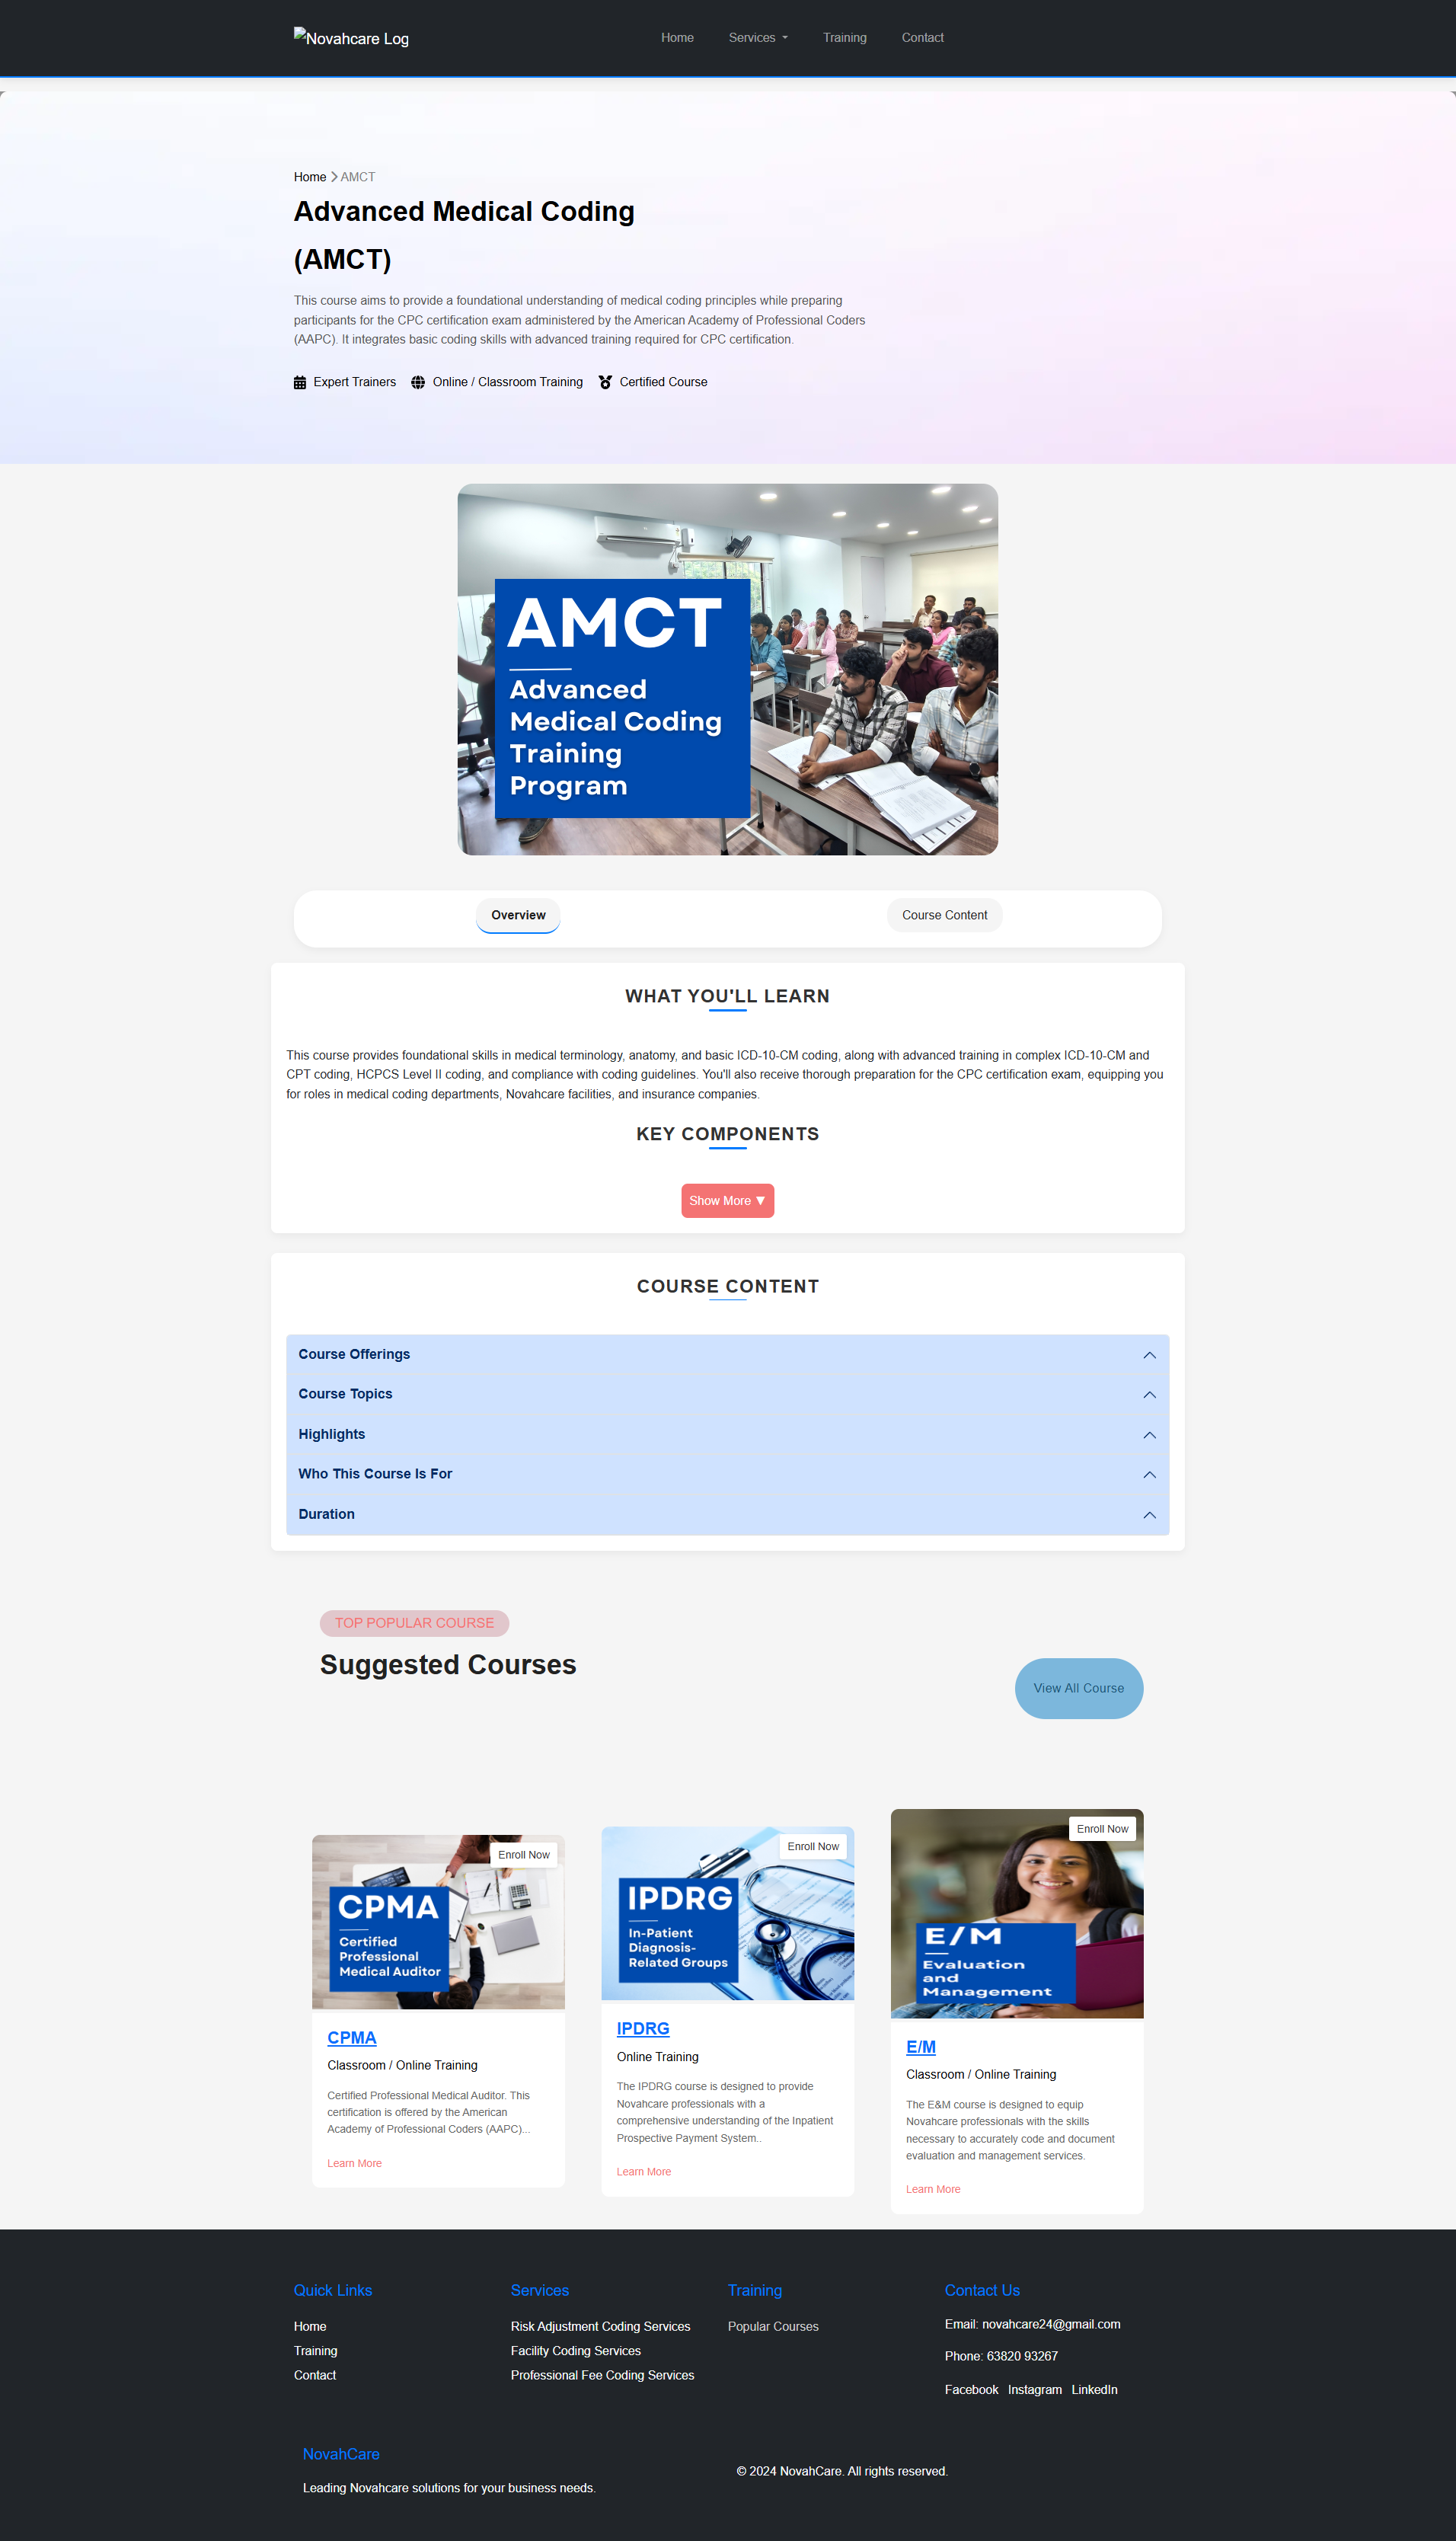 Novahcare Log
Home
Services
Training
Contact
Home > AMCT
Advanced Medical Coding
(AMCT)
This course aims to provide a foundational understanding of medical coding principles while preparing
participants for the CPC certification exam administered by the American Academy of Professional Coders
(AAPC). It integrates basic coding skills with advanced training required for CPC certification.
Expert Trainers
Online / Classroom Training
Certified Course
AMCT
Advanced
Medical Coding
Training
Program
Overview
Course Content
WHAT YOU'LL LEARN
This course provides foundational skills in medical terminology, anatomy, and basic ICD-10-CM coding, along with advanced training in complex ICD-10-CM and
CPT coding, HCPCS Level II coding, and compliance with coding guidelines. You'll also receive thorough preparation for the CPC certification exam, equipping you
for roles in medical coding departments, Novahcare facilities, and insurance companies.
KEY COMPONENTS
Show More ▼
COURSE CONTENT
Course Offerings
Course Topics
Highlights
Who This Course Is For
Duration
TOP POPULAR COURSE
Suggested Courses
View All Course
Enroll Now
CPMA
Certified
Professional
Medical Auditor
CPMA
Classroom / Online Training
Certified Professional Medical Auditor. This
certification is offered by the American
Academy of Professional Coders (AAPC)...
Learn More
Enroll Now
IPDRG
In-Patient
Diagnosis-
Related Groups
IPDRG
Online Training
The IPDRG course is designed to provide
Novahcare professionals with a
comprehensive understanding of the Inpatient
Prospective Payment System..
Learn More
Enroll Now
E/M
Evaluation
and
Management
E/M
Classroom / Online Training
The E&M course is designed to equip
Novahcare professionals with the skills
necessary to accurately code and document
evaluation and management services.
Learn More
Quick Links
Home
Training
Contact
Services
Risk Adjustment Coding Services
Facility Coding Services
Professional Fee Coding Services
Training
Popular Courses
Contact Us
Email: novahcare24@gmail.com
Phone: 63820 93267
Facebook Instagram LinkedIn
NovahCare
Leading Novahcare solutions for your business needs.
© 2024 NovahCare. All rights reserved.